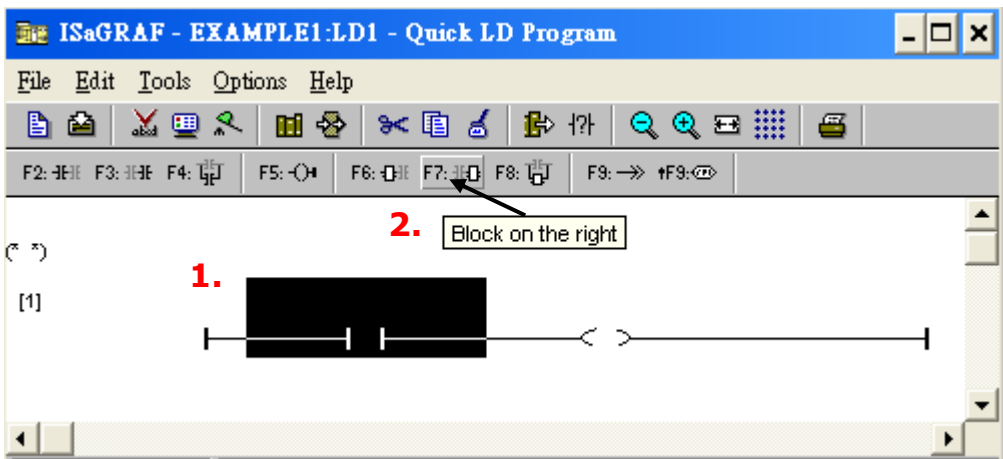 ISaGRAF - EXAMPLE1:LD1 - Quick LD Program
File Edit Tools Options Help
F2: F3: F4: F5: F6: F7: F8: F9: ↑F9:
2. Block on the right
(* *)
1.
[1]